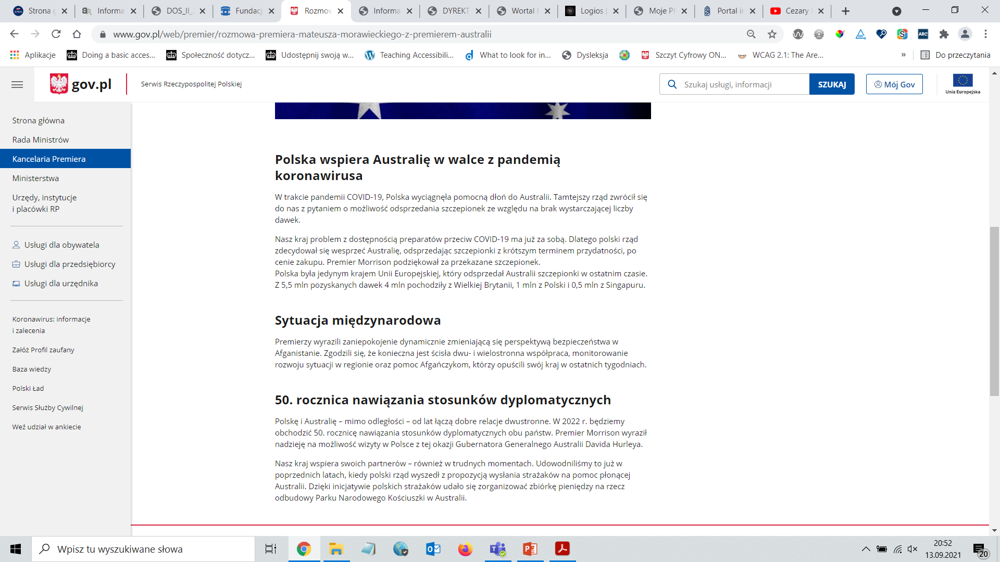 Strona g
Informa
DOS_II_
Fundacj
Rozmow
Informa
DYREKT
Wortal
Logios |
Moje
Portal in
Cezary
www.gov.pl/web/premier/rozmowa-premiera-mateusza-morawieckiego-z-premierem-australii
Aplikacje
Doing a basic acces...
Społeczność dotycz...
Udostępnij swoją w...
Teaching Accessibili...
What to look for in...
Dysleksja
Szczyt Cyfrowy ON...
WCAG 2.1: The Are...
»
Do przeczytania
gov.pl
Serwis Rzeczypospolitej Polskiej
Szukaj usługi, informacji
SZUKAJ
Mój Gov
Unia Europejska
Strona główna
Rada Ministrów
Kancelaria Premiera
Ministerstwa
Urzędy, instytucje
i placówki RP
Usługi dla obywatela
Usługi dla przedsiębiorcy
Usługi dla urzędnika
Koronawirus: informacje
i zalecenia
Załóż Profil zaufany
Baza wiedzy
Polski Ład
Serwis Służby Cywilnej
Weź udział w ankiecie
Polska wspiera Australię w walce z pandemią
koronawirusa
W trakcie pandemii COVID-19, Polska wyciągnęła pomocną dłoń do Australii. Tamtejszy rząd zwrócił się
do nas z pytaniem o możliwość odsprzedania szczepionek ze względu na brak wystarczającej liczby
dawek.
Nasz kraj problem z dostępnością preparatów przeciw COVID-19 ma już za sobą. Dlatego polski rząd
zdecydował się wesprzeć Australię, odsprzedając szczepionki z krótszym terminem przydatności, po
cenie zakupu. Premier Morrison podziękował za przekazane szczepionek.
Polska była jedynym krajem Unii Europejskiej, który odsprzedał Australii szczepionki w ostatnim czasie.
Z 5,5 mln pozyskanych dawek 4 mln pochodziły z Wielkiej Brytanii, 1 mln z Polski i 0,5 mln z Singapuru.
Sytuacja międzynarodowa
Premierzy wyrazili zaniepokojenie dynamicznie zmieniającą się perspektywą bezpieczeństwa w
Afganistanie. Zgodzili się, że konieczna jest ścisła dwu- i wielostronna współpraca, monitorowanie
rozwoju sytuacji w regionie oraz pomoc Afgańczykom, którzy opuścili swój kraj w ostatnich tygodniach.
50. rocznica nawiązania stosunków dyplomatycznych
Polskę i Australię – mimo odległości – od lat łączą dobre relacje dwustronne. W 2022 r. będziemy
obchodzić 50. rocznicę nawiązania stosunków dyplomatycznych obu państw. Premier Morrison wyraził
nadzieję na możliwość wizyty w Polsce z tej okazji Gubernatora Generalnego Australii Davida Hurleya.
Nasz kraj wspiera swoich partnerów – również w trudnych momentach. Udowodniliśmy to już w
poprzednich latach, kiedy polski rząd wyszedł z propozycją wysłania strażaków na pomoc płonącej
Australii. Dzięki inicjatywie polskich strażaków udało się zorganizować zbiórkę pieniędzy na rzecz
odbudowy Parku Narodowego Kościuszki w Australii.
Wpisz tu wyszukiwane słowa
20:52
13.09.2021
20